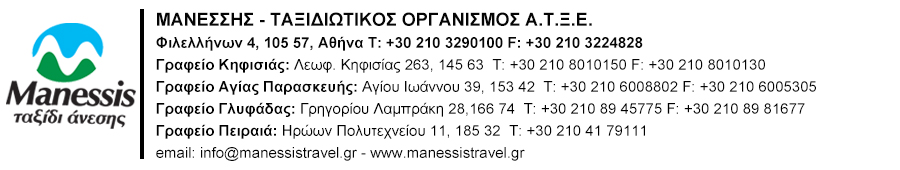 Manessis
ταξίδι άνεσης
ΜΑΝΕΣΣΗΣ - ΤΑΞΙΔΙΩΤΙΚΟΣ ΟΡΓΑΝΙΣΜΟΣ Α.Τ.Ξ.Ε.
Φιλελλήνων 4, 105 57, Αθήνα Τ: +30 210 3290100 F: +30 210 3224828
Γραφείο Κηφισιάς: Λεωφ. Κηφισίας 263, 145 63 Τ: +30 210 8010150 F: +30 210 8010130
Γραφείο Αγίας Παρασκευής: Αγίου Ιωάννου 39, 153 42 Τ: +30 210 6008802 F: +30 210 6005305
Γραφείο Γλυφάδας: Γρηγορίου Λαμπράκη 28,166 74 Τ: +30 210 89 45775 F: +30 210 89 81677
Γραφείο Πειραιά: Ηρώων Πολυτεχνείου 11, 185 32 Τ: +30 210 41 79111
email: info@manessistravel.gr - www.manessistravel.gr